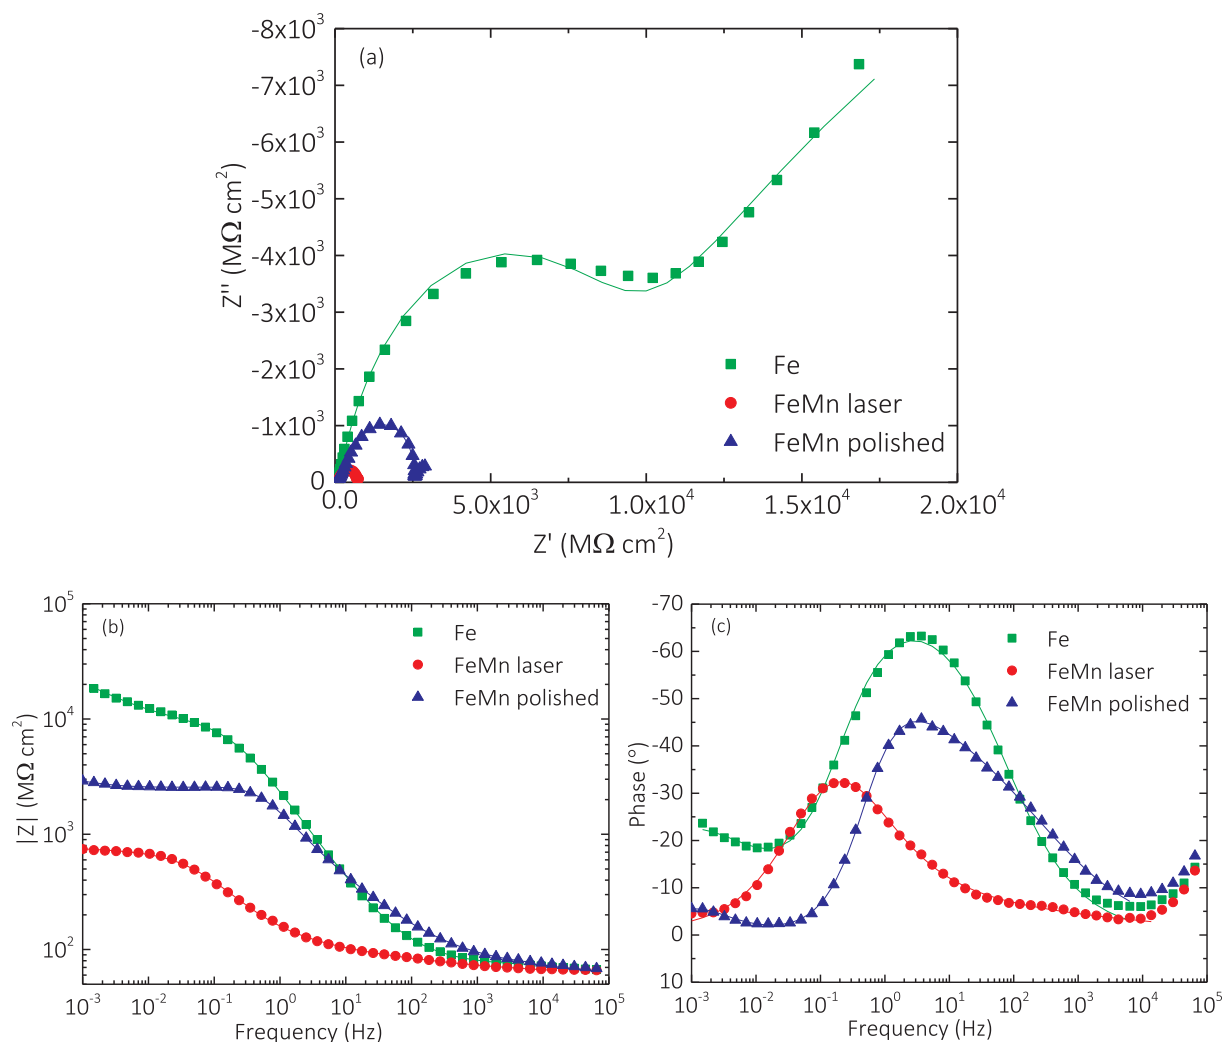 (a)
-8x10³
-7x10³
-6x10³
-5x10³
-4x10³
-3x10³
-2x10³
-1x10³
0
Z'' (MΩ cm²)
Fe
FeMn laser
FeMn polished
0.0 5.0x10³ 1.0x10⁴ 1.5x10⁴ 2.0x10⁴
Z' (MΩ cm²)
(b)
10⁵
10⁴
10³
10²
|Z| (MΩ cm²)
Fe
FeMn laser
FeMn polished
10⁻³ 10⁻² 10⁻¹ 10⁰ 10¹ 10² 10³ 10⁴ 10⁵
Frequency (Hz)
(c)
-70
-60
-50
-40
-30
-20
-10
0
10
Phase (°)
Fe
FeMn laser
FeMn polished
10⁻³ 10⁻² 10⁻¹ 10⁰ 10¹ 10² 10³ 10⁴ 10⁵
Frequency (Hz)